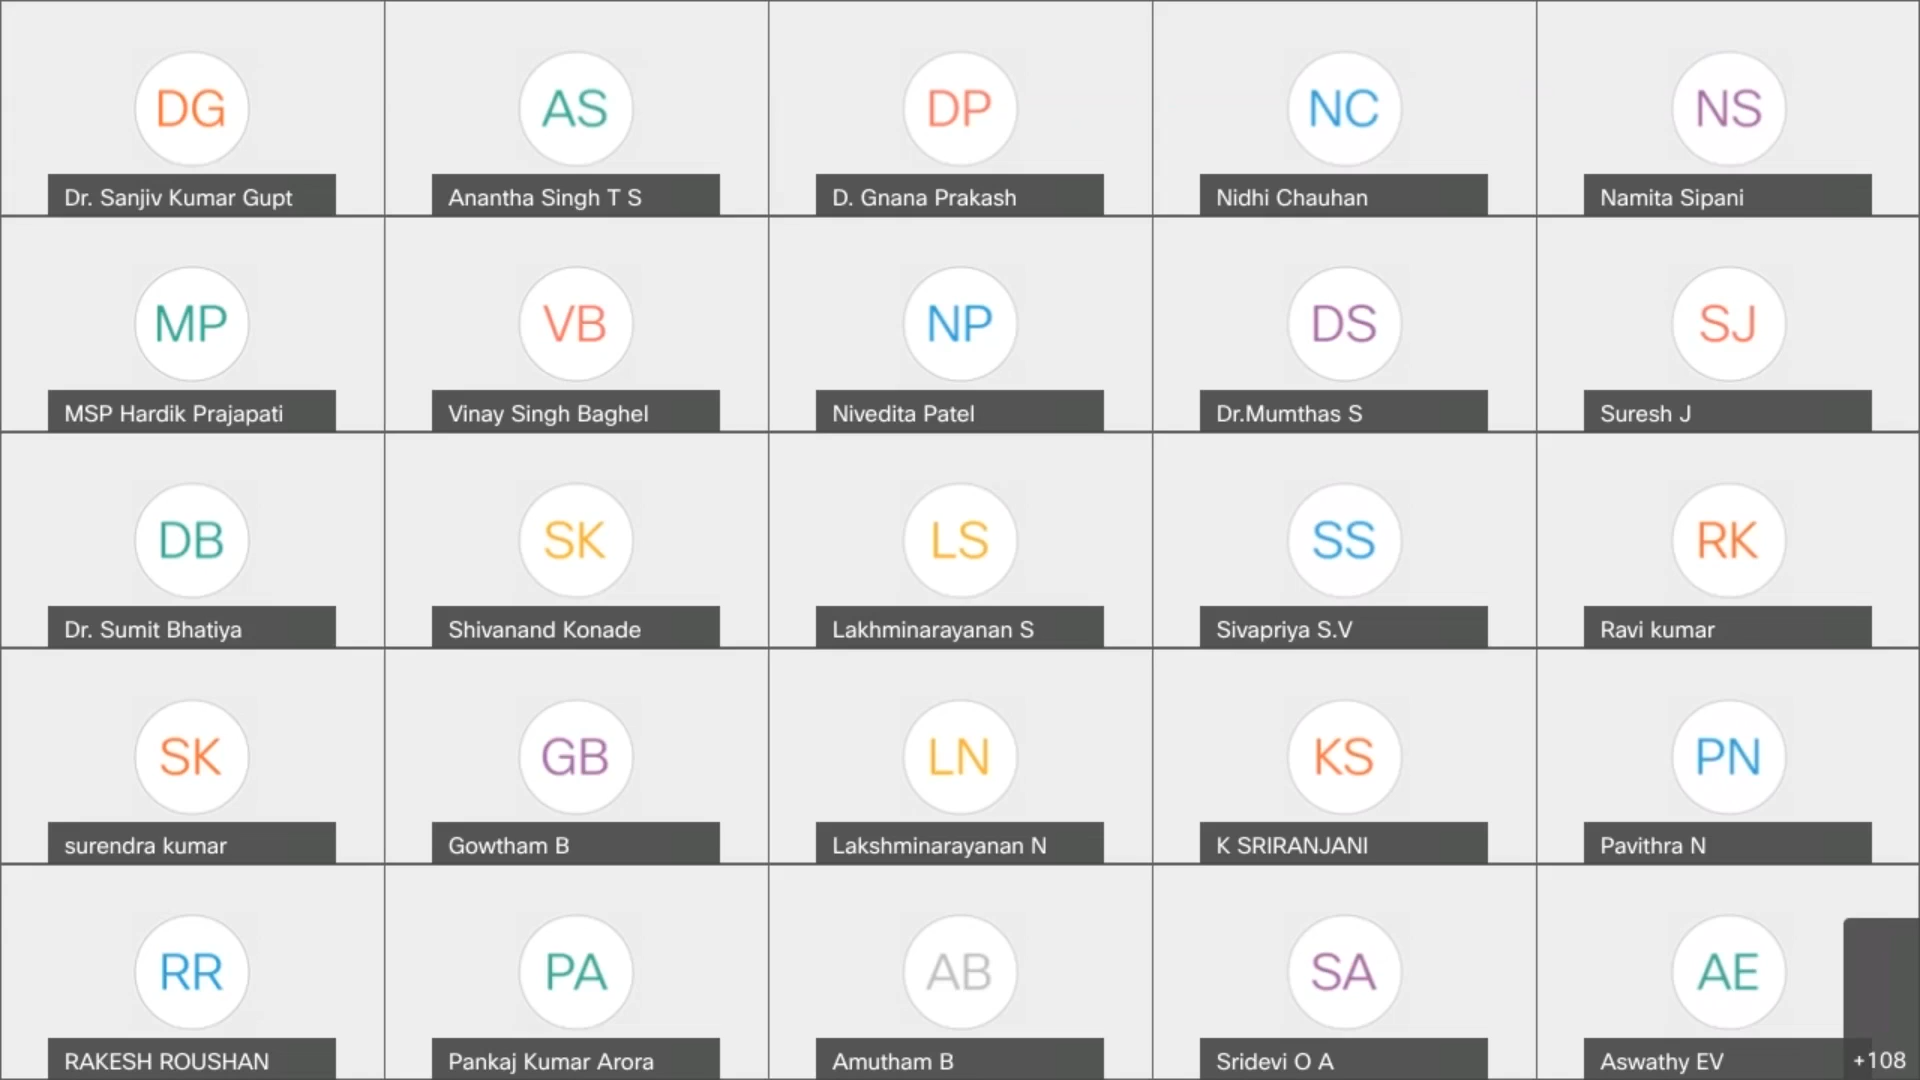 DG
AS
DP
NC
NS
Dr. Sanjiv Kumar Gupt
Anantha Singh T S
D. Gnana Prakash
Nidhi Chauhan
Namita Sipani
MP
VB
NP
DS
SJ
MSP Hardik Prajapati
Vinay Singh Baghel
Nivedita Patel
Dr.Mumthas S
Suresh J
DB
SK
LS
SS
RK
Dr. Sumit Bhatiya
Shivanand Konade
Lakhminarayanan S
Sivapriya S.V
Ravi kumar
SK
GB
LN
KS
PN
surendra kumar
Gowtham B
Lakshminarayanan N
K SRIRANJANI
Pavithra N
RR
PA
AB
SA
AE
RAKESH ROUSHAN
Pankaj Kumar Arora
Amutham B
Sridevi O A
Aswathy EV
+108